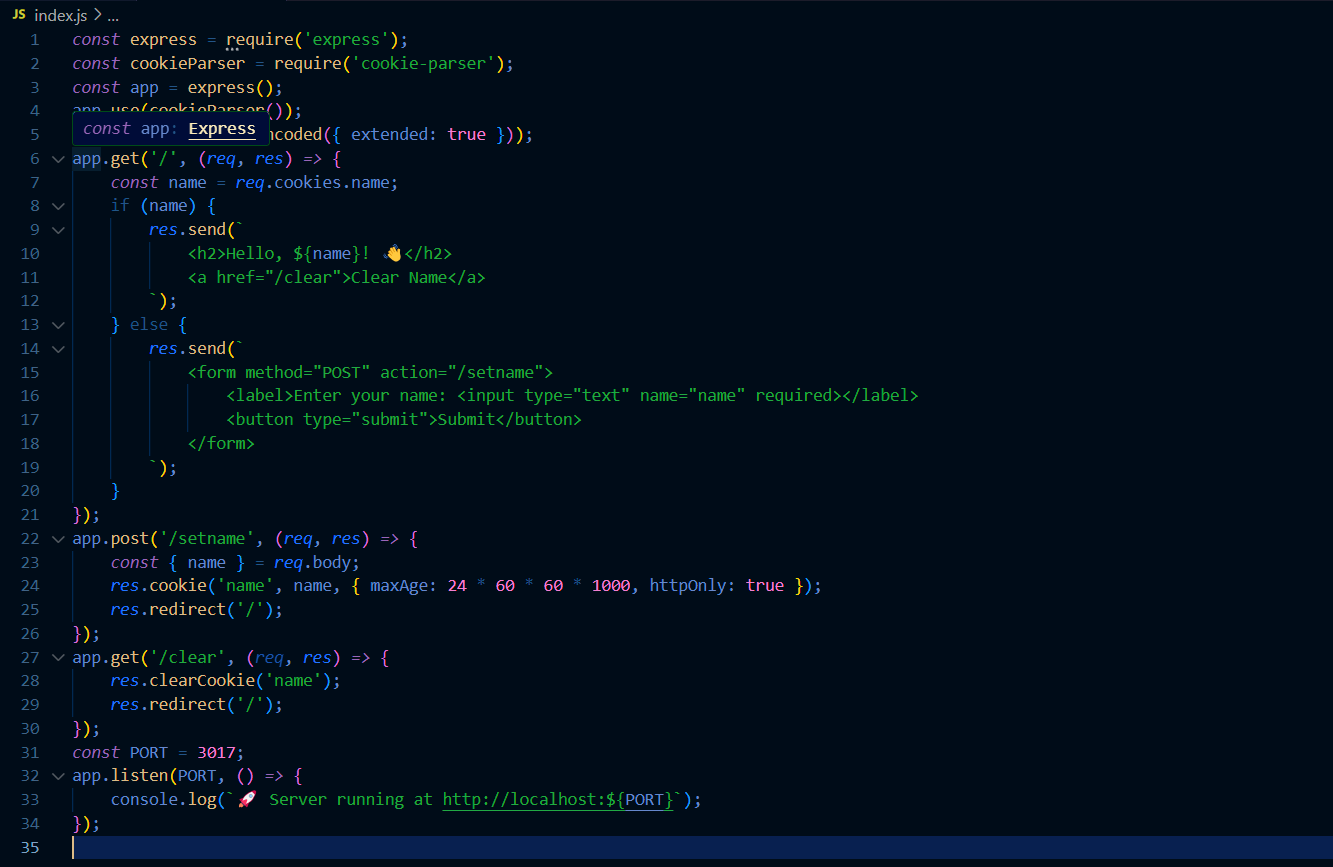 JS index.js > ...
1 const express = require('express');
2 const cookieParser = require('cookie-parser');
3 const app = express();
4 app.use(cookieParser());
const app: Express
5 ncoded({ extended: true }));
6 app.get('/', (req, res) => {
7 const name = req.cookies.name;
8 if (name) {
9 res.send(`
10 <h2>Hello, ${name}! 👋</h2>
11 <a href="/clear">Clear Name</a>
12 `);
13 } else {
14 res.send(`
15 <form method="POST" action="/setname">
16 <label>Enter your name: <input type="text" name="name" required></label>
17 <button type="submit">Submit</button>
18 </form>
19 `);
20 }
21 });
22 app.post('/setname', (req, res) => {
23 const { name } = req.body;
24 res.cookie('name', name, { maxAge: 24 * 60 * 60 * 1000, httpOnly: true });
25 res.redirect('/');
26 });
27 app.get('/clear', (req, res) => {
28 res.clearCookie('name');
29 res.redirect('/');
30 });
31 const PORT = 3017;
32 app.listen(PORT, () => {
33 console.log(`🚀 Server running at http://localhost:${PORT}`);
34 });
35